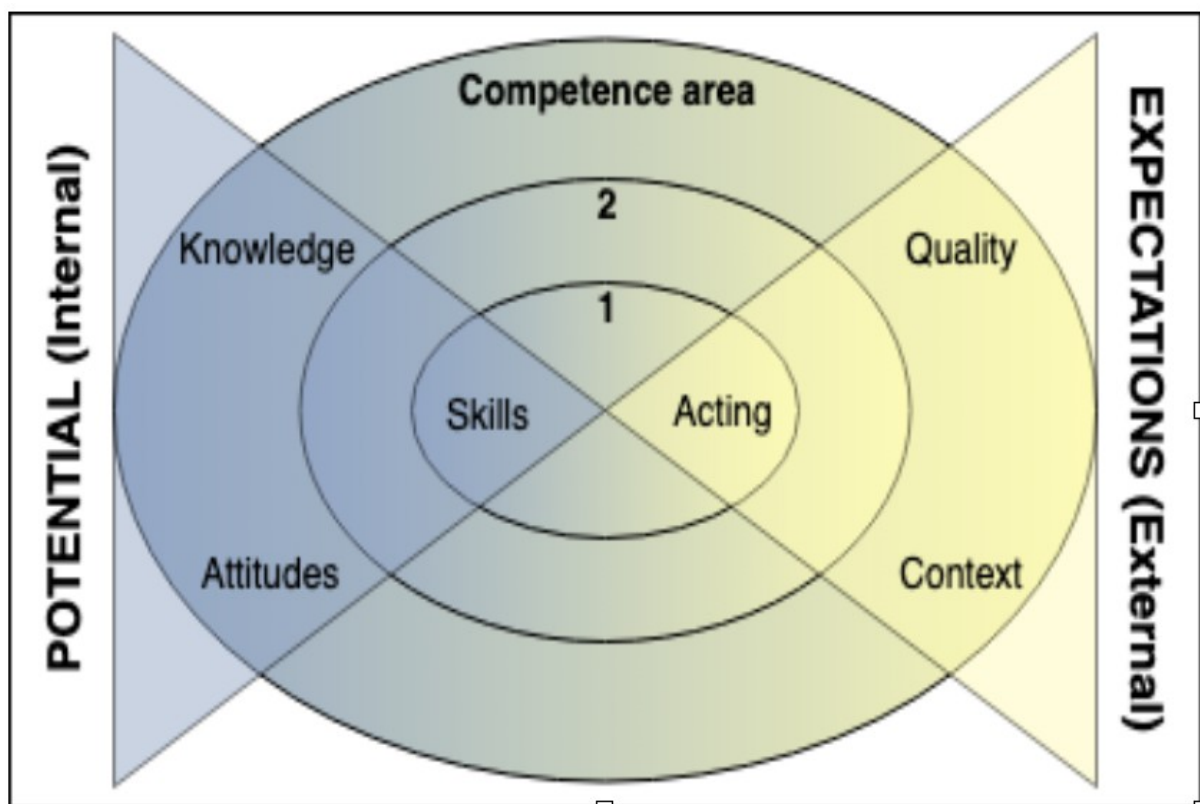 POTENTIAL (Internal)
Competence area
2
1
Knowledge
Quality
Skills
Acting
Attitudes
Context
EXPECTATIONS (External)